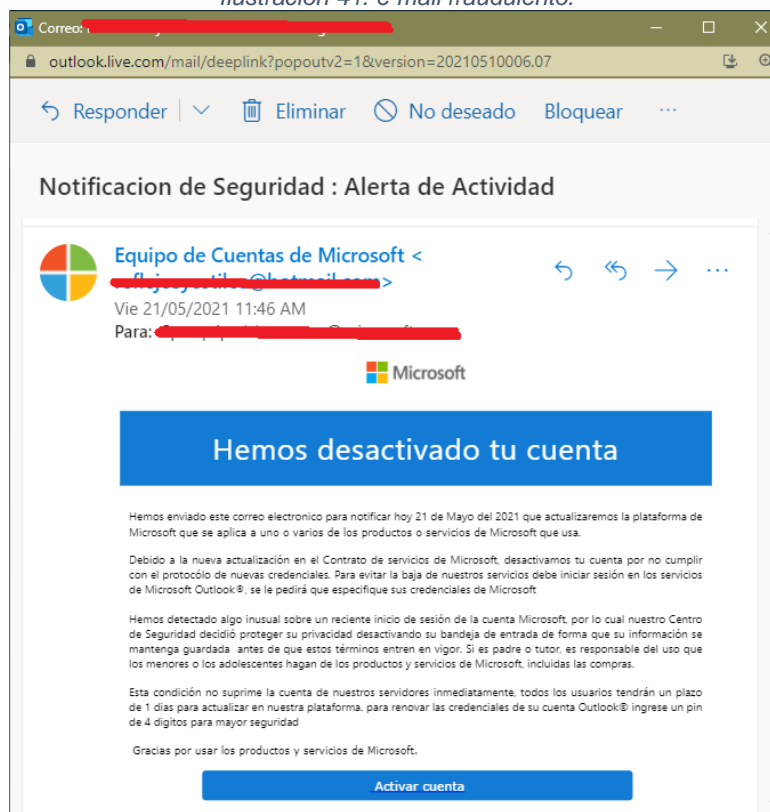 Ilustración 41: e-mail fraudulento.
Correo:
outlook.live.com/mail/deeplink?popoutv2=1&version=20210510006.07
Responder Eliminar No deseado Bloquear ...
Notificacion de Seguridad : Alerta de Actividad
Equipo de Cuentas de Microsoft <
@hotmail.com>
Vie 21/05/2021 11:46 AM
Para:
Microsoft
Hemos desactivado tu cuenta
Hemos enviado este correo electronico para notificar hoy 21 de Mayo del 2021 que actualizaremos la plataforma de
Microsoft que se aplica a uno o varios de los productos o servicios de Microsoft que usa.
Debido a la nueva actualización en el Contrato de servicios de Microsoft, desactivamos tu cuenta por no cumplir
con el protocólo de nuevas credenciales. Para evitar la baja de nuestros servicios debe iniciar sesión en los servicios
de Microsoft Outlook®, se le pedirá que especifique sus credenciales de Microsoft
Hemos detectado algo inusual sobre un reciente inicio de sesión de la cuenta Microsoft, por lo cual nuestro Centro
de Seguridad decidió proteger su privacidad desactivando su bandeja de entrada de forma que su información se
mantenga guardada antes de que estos términos entren en vigor. Si es padre o tutor, es responsable del uso que
los menores o los adolescentes hagan de los productos y servicios de Microsoft, incluidas las compras.
Esta condición no suprime la cuenta de nuestros servidores inmediatamente, todos los usuarios tendrán un plazo
de 1 dias para actualizar en nuestra plataforma. para renovar las credenciales de su cuenta Outlook® ingrese un pin
de 4 digitos para mayor seguridad
Gracias por usar los productos y servicios de Microsoft.
Activar cuenta